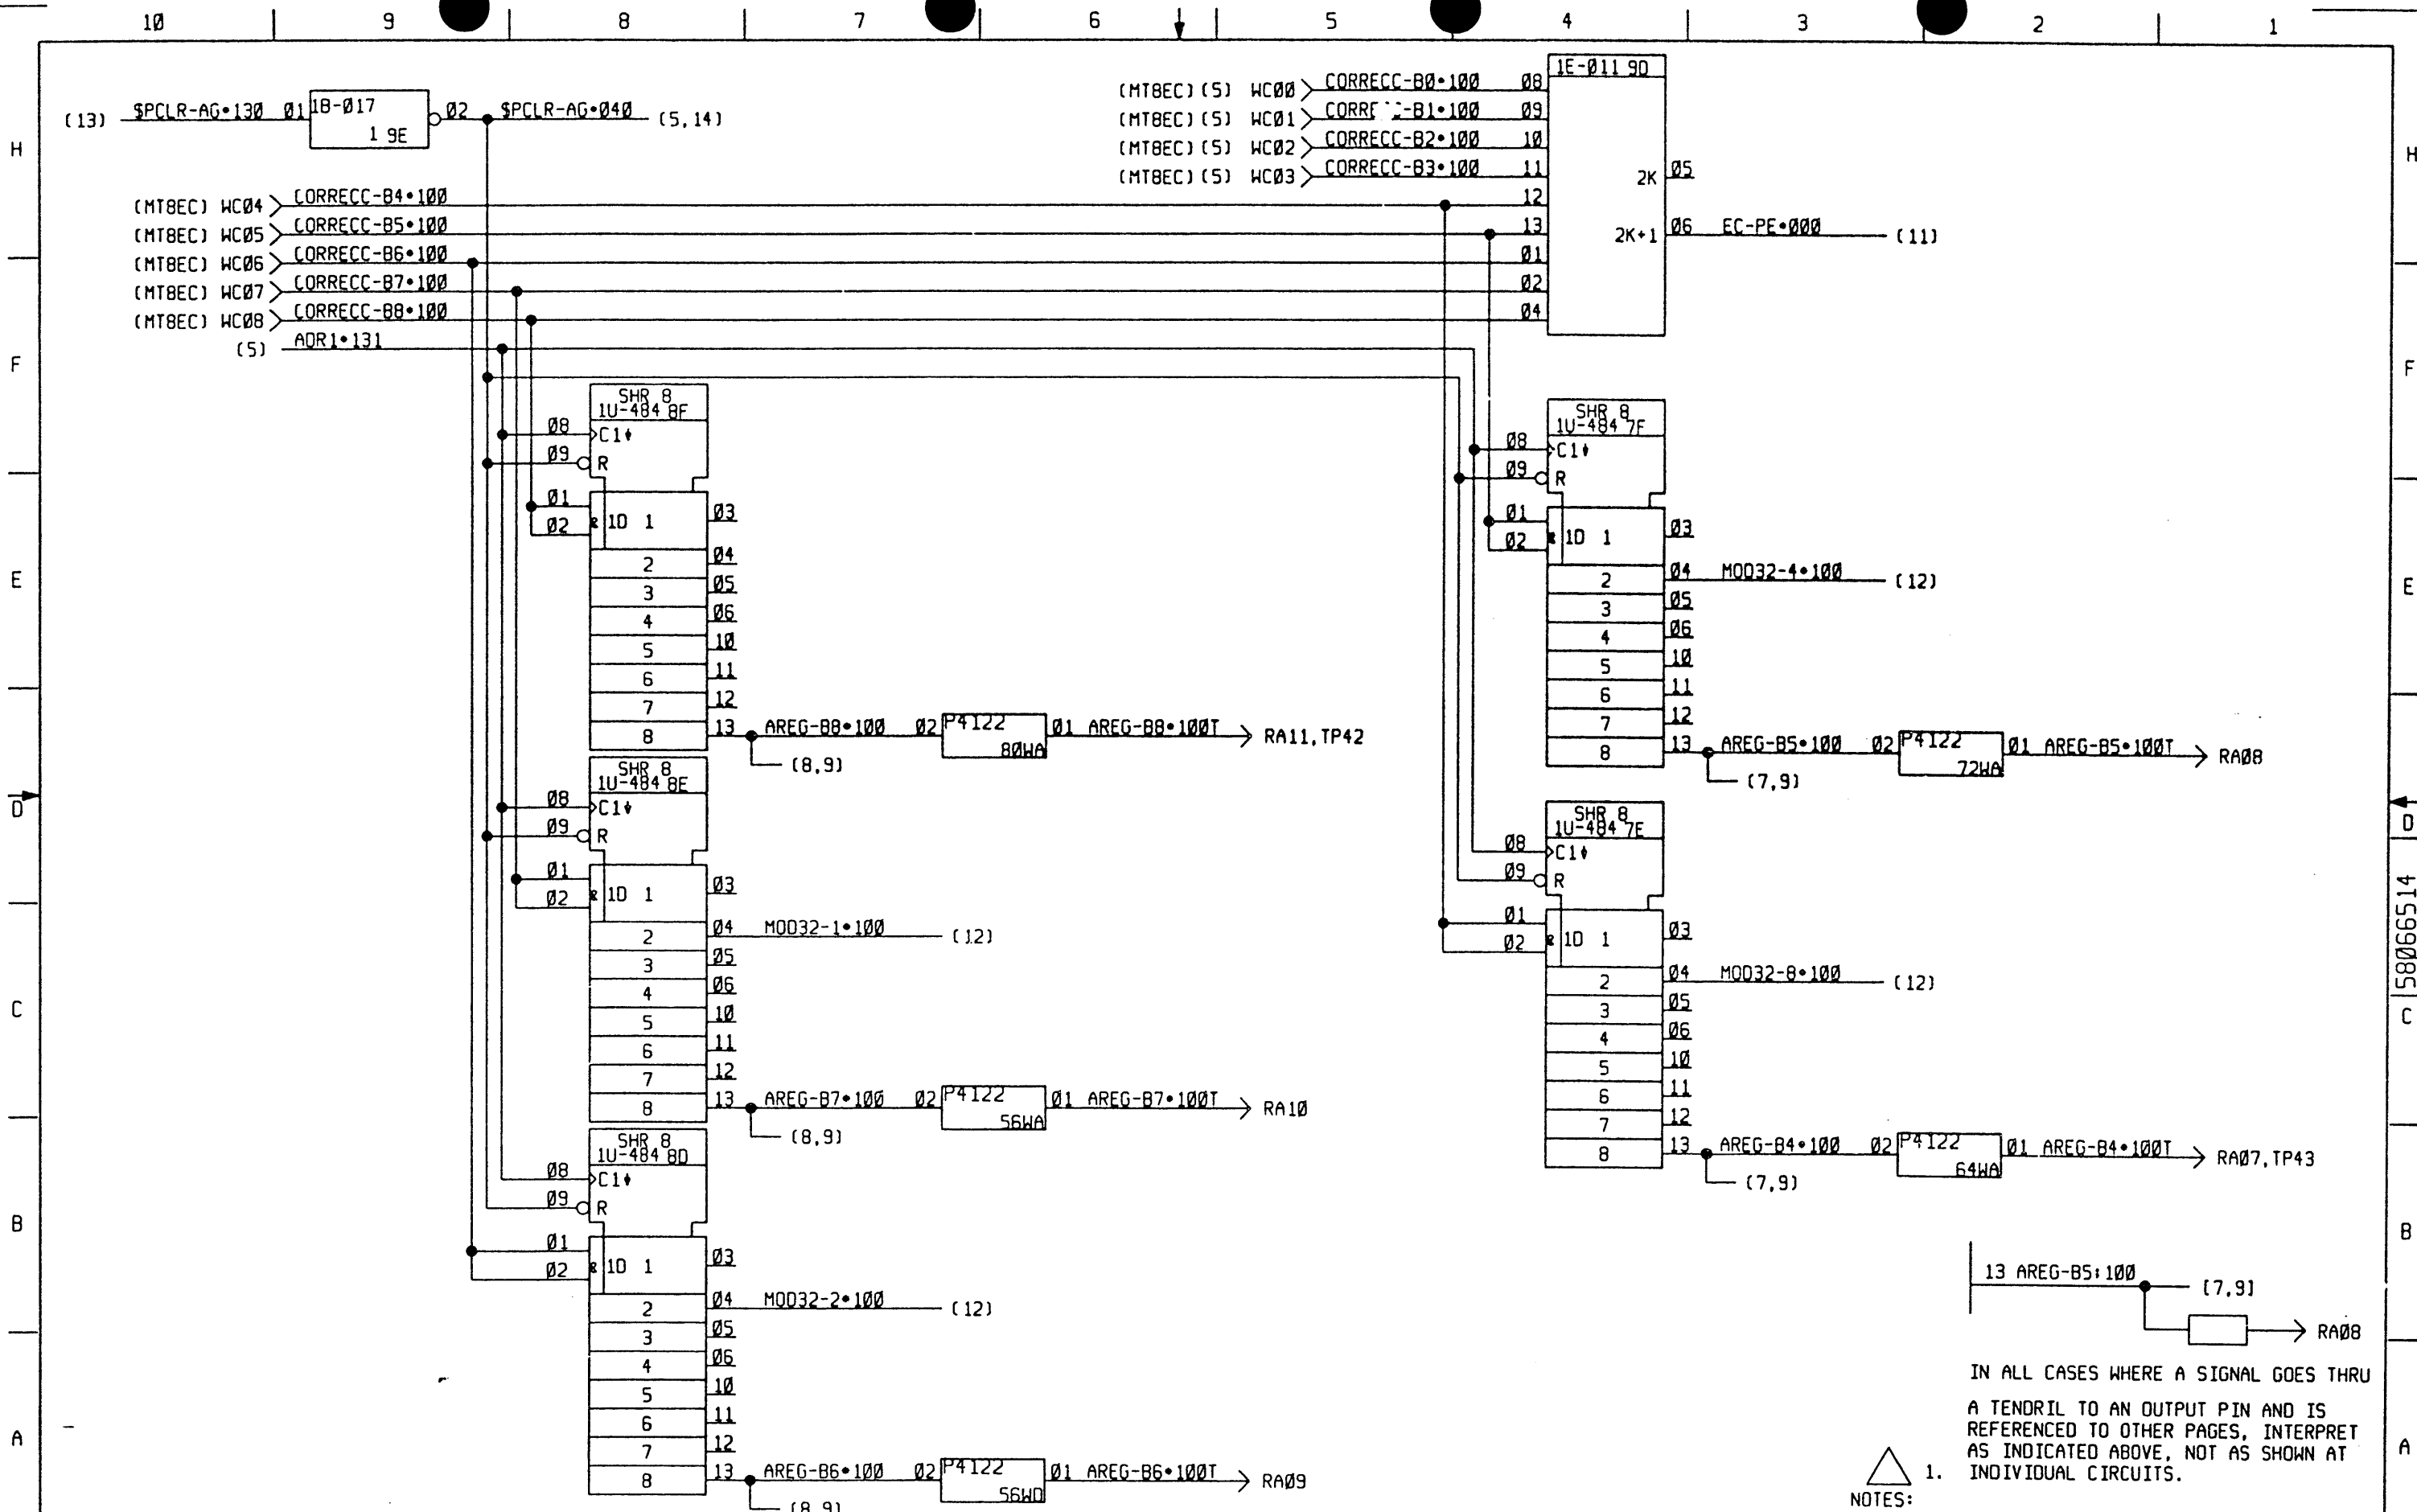 10 9 8 7 6 5 4 3 2 1
H
F
E
D
C
B
A
H
F
E
D
C
B
A
58066514
(13) $PCLR-AG•130 01 1B-017 1 9E 02 $PCLR-AG•040 (5,14)
(MT8EC) WC04 CORRECC-B4•100
(MT8EC) WC05 CORRECC-B5•100
(MT8EC) WC06 CORRECC-B6•100
(MT8EC) WC07 CORRECC-B7•100
(MT8EC) WC08 CORRECC-B8•100
(5) ADR1•131
(MT8EC)(5) WC00 CORRECC-B0•100 08
(MT8EC)(5) WC01 -B1•100 09
(MT8EC)(5) WC02 CORRECC-B2•100 10
(MT8EC)(5) WC03 CORRECC-B3•100 11
12
13
01
02
04
1E-011 9D
2K 05
2K+1 06 EC-PE•000 (11)
SHR 8
1U-484 8F
08 C1
09 R
01
02 & 1D 1 03
2 04
3 05
4 06
5 10
6 11
7 12
8 13 AREG-B8•100 02 P4122 80WA 01 AREG-B8•100T RA11,TP42
(8,9)
SHR 8
1U-484 8E
08 C1
09 R
01
02 & 1D 1 03
2 04 MOD32-1•100 (12)
3 05
4 06
5 10
6 11
7 12
8 13 AREG-B7•100 02 P4122 56WA 01 AREG-B7•100T RA10
(8,9)
SHR 8
1U-484 8D
08 C1
09 R
01
02 & 1D 1 03
2 04 MOD32-2•100 (12)
3 05
4 06
5 10
6 11
7 12
8 13 AREG-B6•100 02 P4122 56WD 01 AREG-B6•100T RA09
(8,9)
SHR 8
1U-484 7F
08 C1
09 R
01
02 & 1D 1 03
2 04 MOD32-4•100 (12)
3 05
4 06
5 10
6 11
7 12
8 13 AREG-B5•100 02 P4122 72WA 01 AREG-B5•100T RA08
(7,9)
SHR 8
1U-484 7E
08 C1
09 R
01
02 & 1D 1 03
2 04 MOD32-8•100 (12)
3 05
4 06
5 10
6 11
7 12
8 13 AREG-B4•100 02 P4122 64WA 01 AREG-B4•100T RA07,TP43
(7,9)
13 AREG-B5:100 (7,9)
RA08
IN ALL CASES WHERE A SIGNAL GOES THRU
A TENDRIL TO AN OUTPUT PIN AND IS
REFERENCED TO OTHER PAGES, INTERPRET
AS INDICATED ABOVE, NOT AS SHOWN AT
1. INDIVIDUAL CIRCUITS.
NOTES: